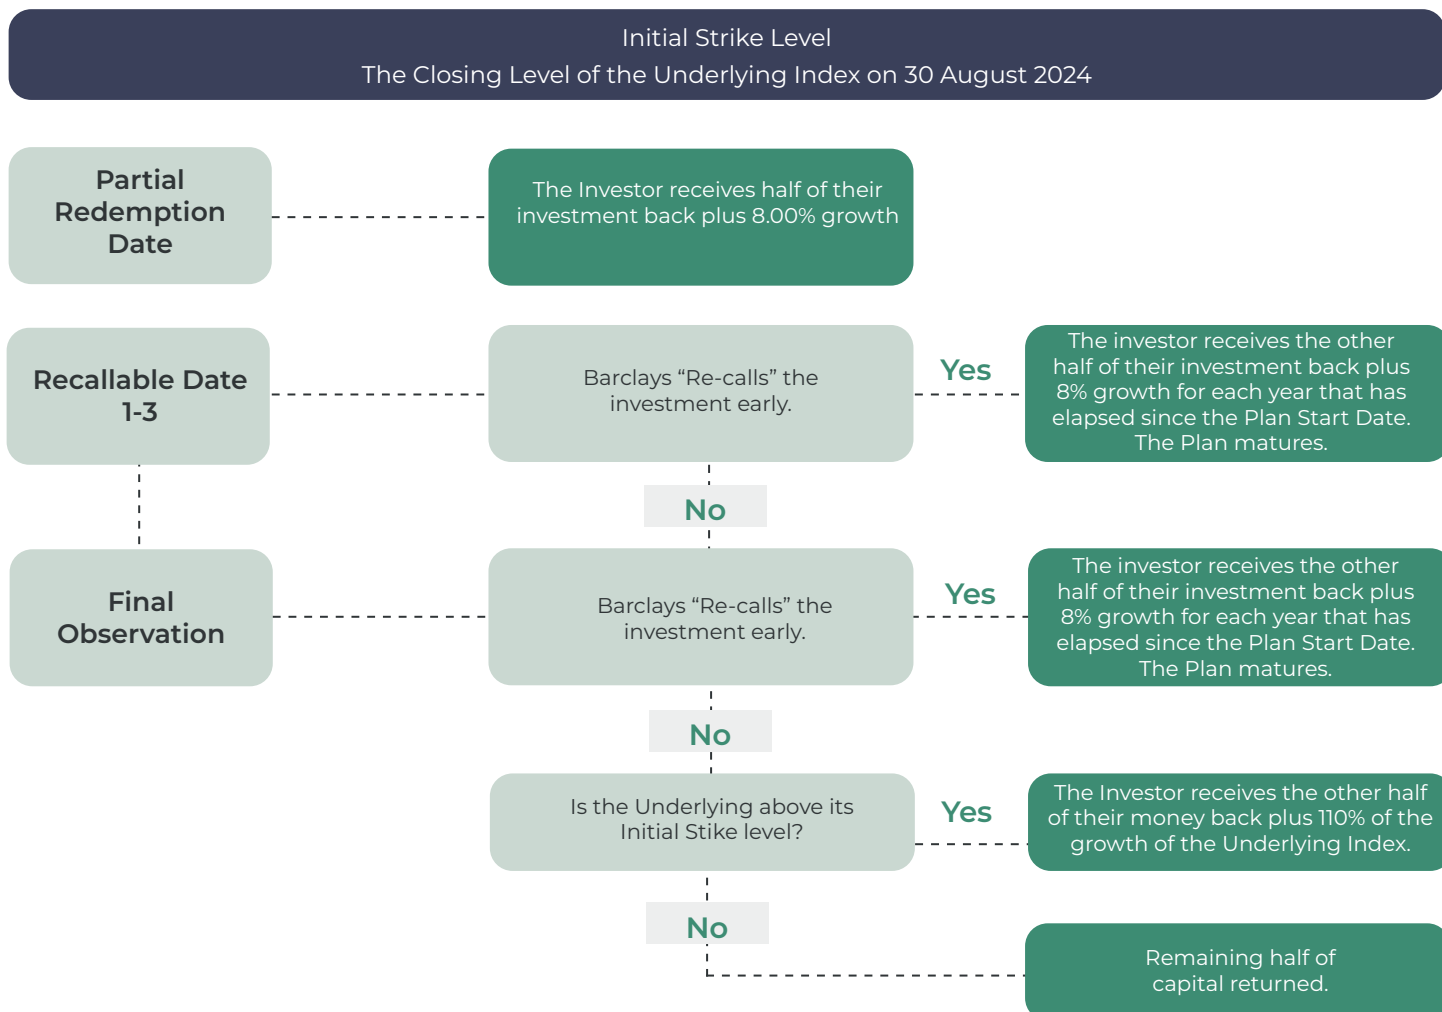 Initial Strike Level
The Closing Level of the Underlying Index on 30 August 2024
Partial
Redemption
Date
The Investor receives half of their
investment back plus 8.00% growth
Recallable Date
1-3
Barclays “Re-calls” the
investment early.
Yes
The investor receives the other
half of their investment back plus
8% growth for each year that has
elapsed since the Plan Start Date.
The Plan matures.
No
Final
Observation
Barclays “Re-calls” the
investment early.
Yes
The investor receives the other
half of their investment back plus
8% growth for each year that has
elapsed since the Plan Start Date.
The Plan matures.
No
Is the Underlying above its
Initial Stike level?
Yes
The Investor receives the other half
of their money back plus 110% of the
growth of the Underlying Index.
No
Remaining half of
capital returned.